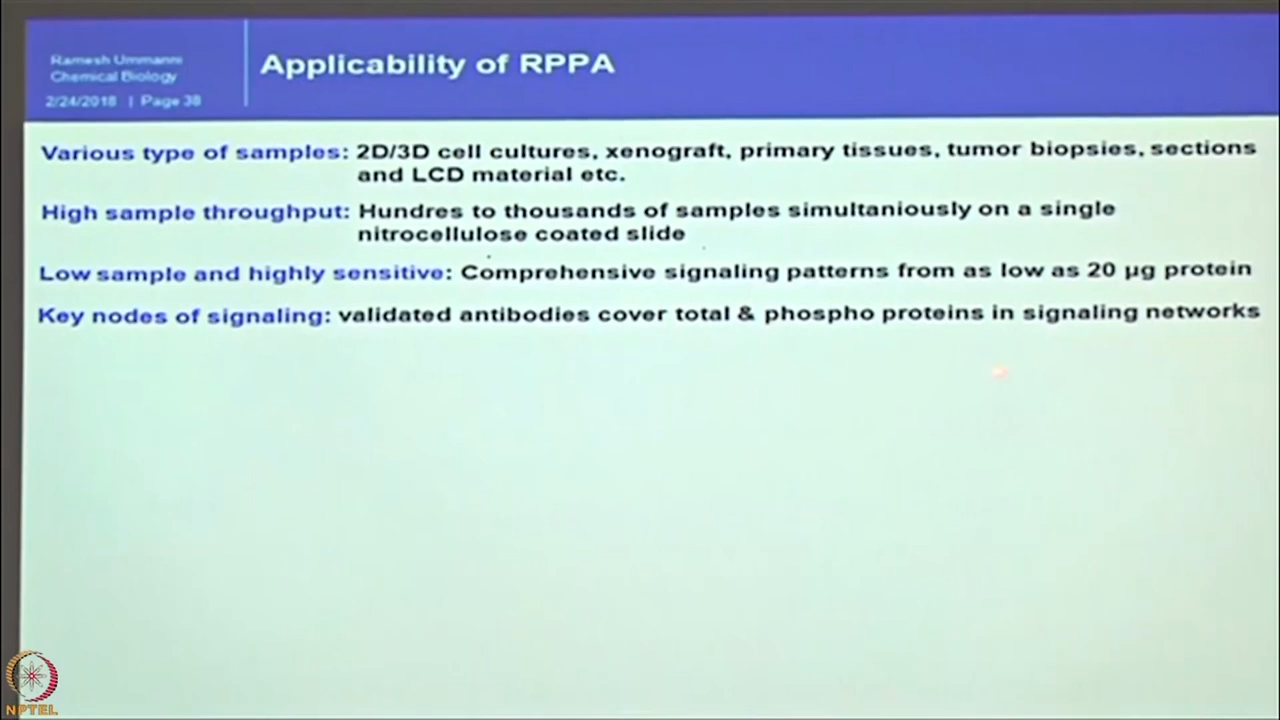 Ramesh Ummanni
Chemical Biology
2/24/2018 | Page 38
Applicability of RPPA
Various type of samples: 2D/3D cell cultures, xenograft, primary tissues, tumor biopsies, sections
and LCD material etc.
High sample throughput: Hundres to thousands of samples simultaniously on a single
nitrocellulose coated slide
Low sample and highly sensitive: Comprehensive signaling patterns from as low as 20 µg protein
Key nodes of signaling: validated antibodies cover total & phospho proteins in signaling networks
NPTEL